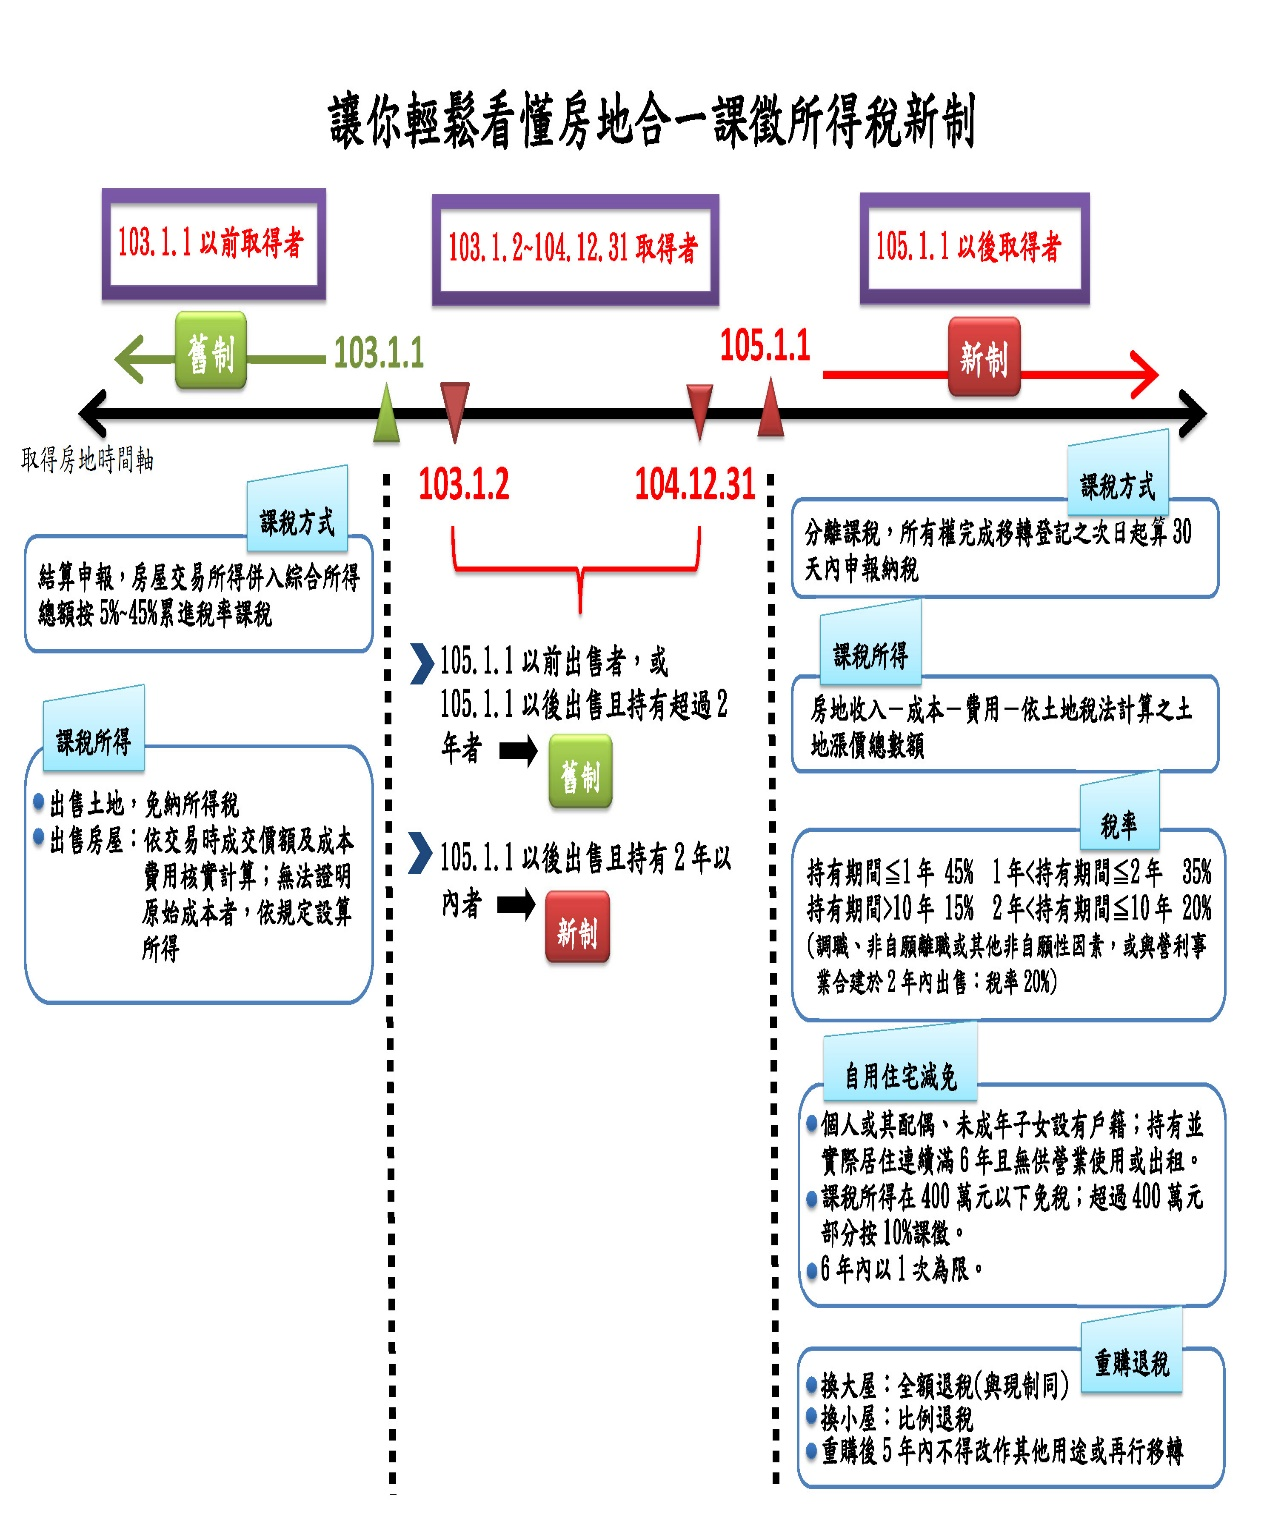 讓你輕鬆看懂房地合一課徵所得稅新制
103.1.1以前取得者
103.1.2~104.12.31取得者
105.1.1以後取得者
舊制
103.1.1
105.1.1
新制
取得房地時間軸
103.1.2
104.12.31
課稅方式
結算申報，房屋交易所得併入綜合所得
總額按5%~45%累進稅率課稅
課稅所得
出售土地，免納所得稅
出售房屋：依交易時成交價額及成本
費用核實計算；無法證明
原始成本者，依規定設算
所得
105.1.1以前出售者，或
105.1.1以後出售且持有超過2
年者
舊制
105.1.1以後出售且持有2年以
內者
新制
課稅方式
分離課稅，所有權完成移轉登記之次日起算30
天內申報納稅
課稅所得
房地收入－成本－費用－依土地稅法計算之土
地漲價總數額
稅率
持有期間≦1年 45% 1年<持有期間≦2年 35%
持有期間>10年 15% 2年<持有期間≦10年 20%
(調職、非自願離職或其他非自願性因素，或與營利事
業合建於2年內出售：稅率20%)
自用住宅減免
個人或其配偶、未成年子女設有戶籍；持有並
實際居住連續滿6年且無供營業使用或出租。
課稅所得在400萬元以下免稅；超過400萬元
部分按10%課徵。
6年內以1次為限。
重購退稅
換大屋：全額退稅(與現制同)
換小屋：比例退稅
重購後5年內不得改作其他用途或再行移轉